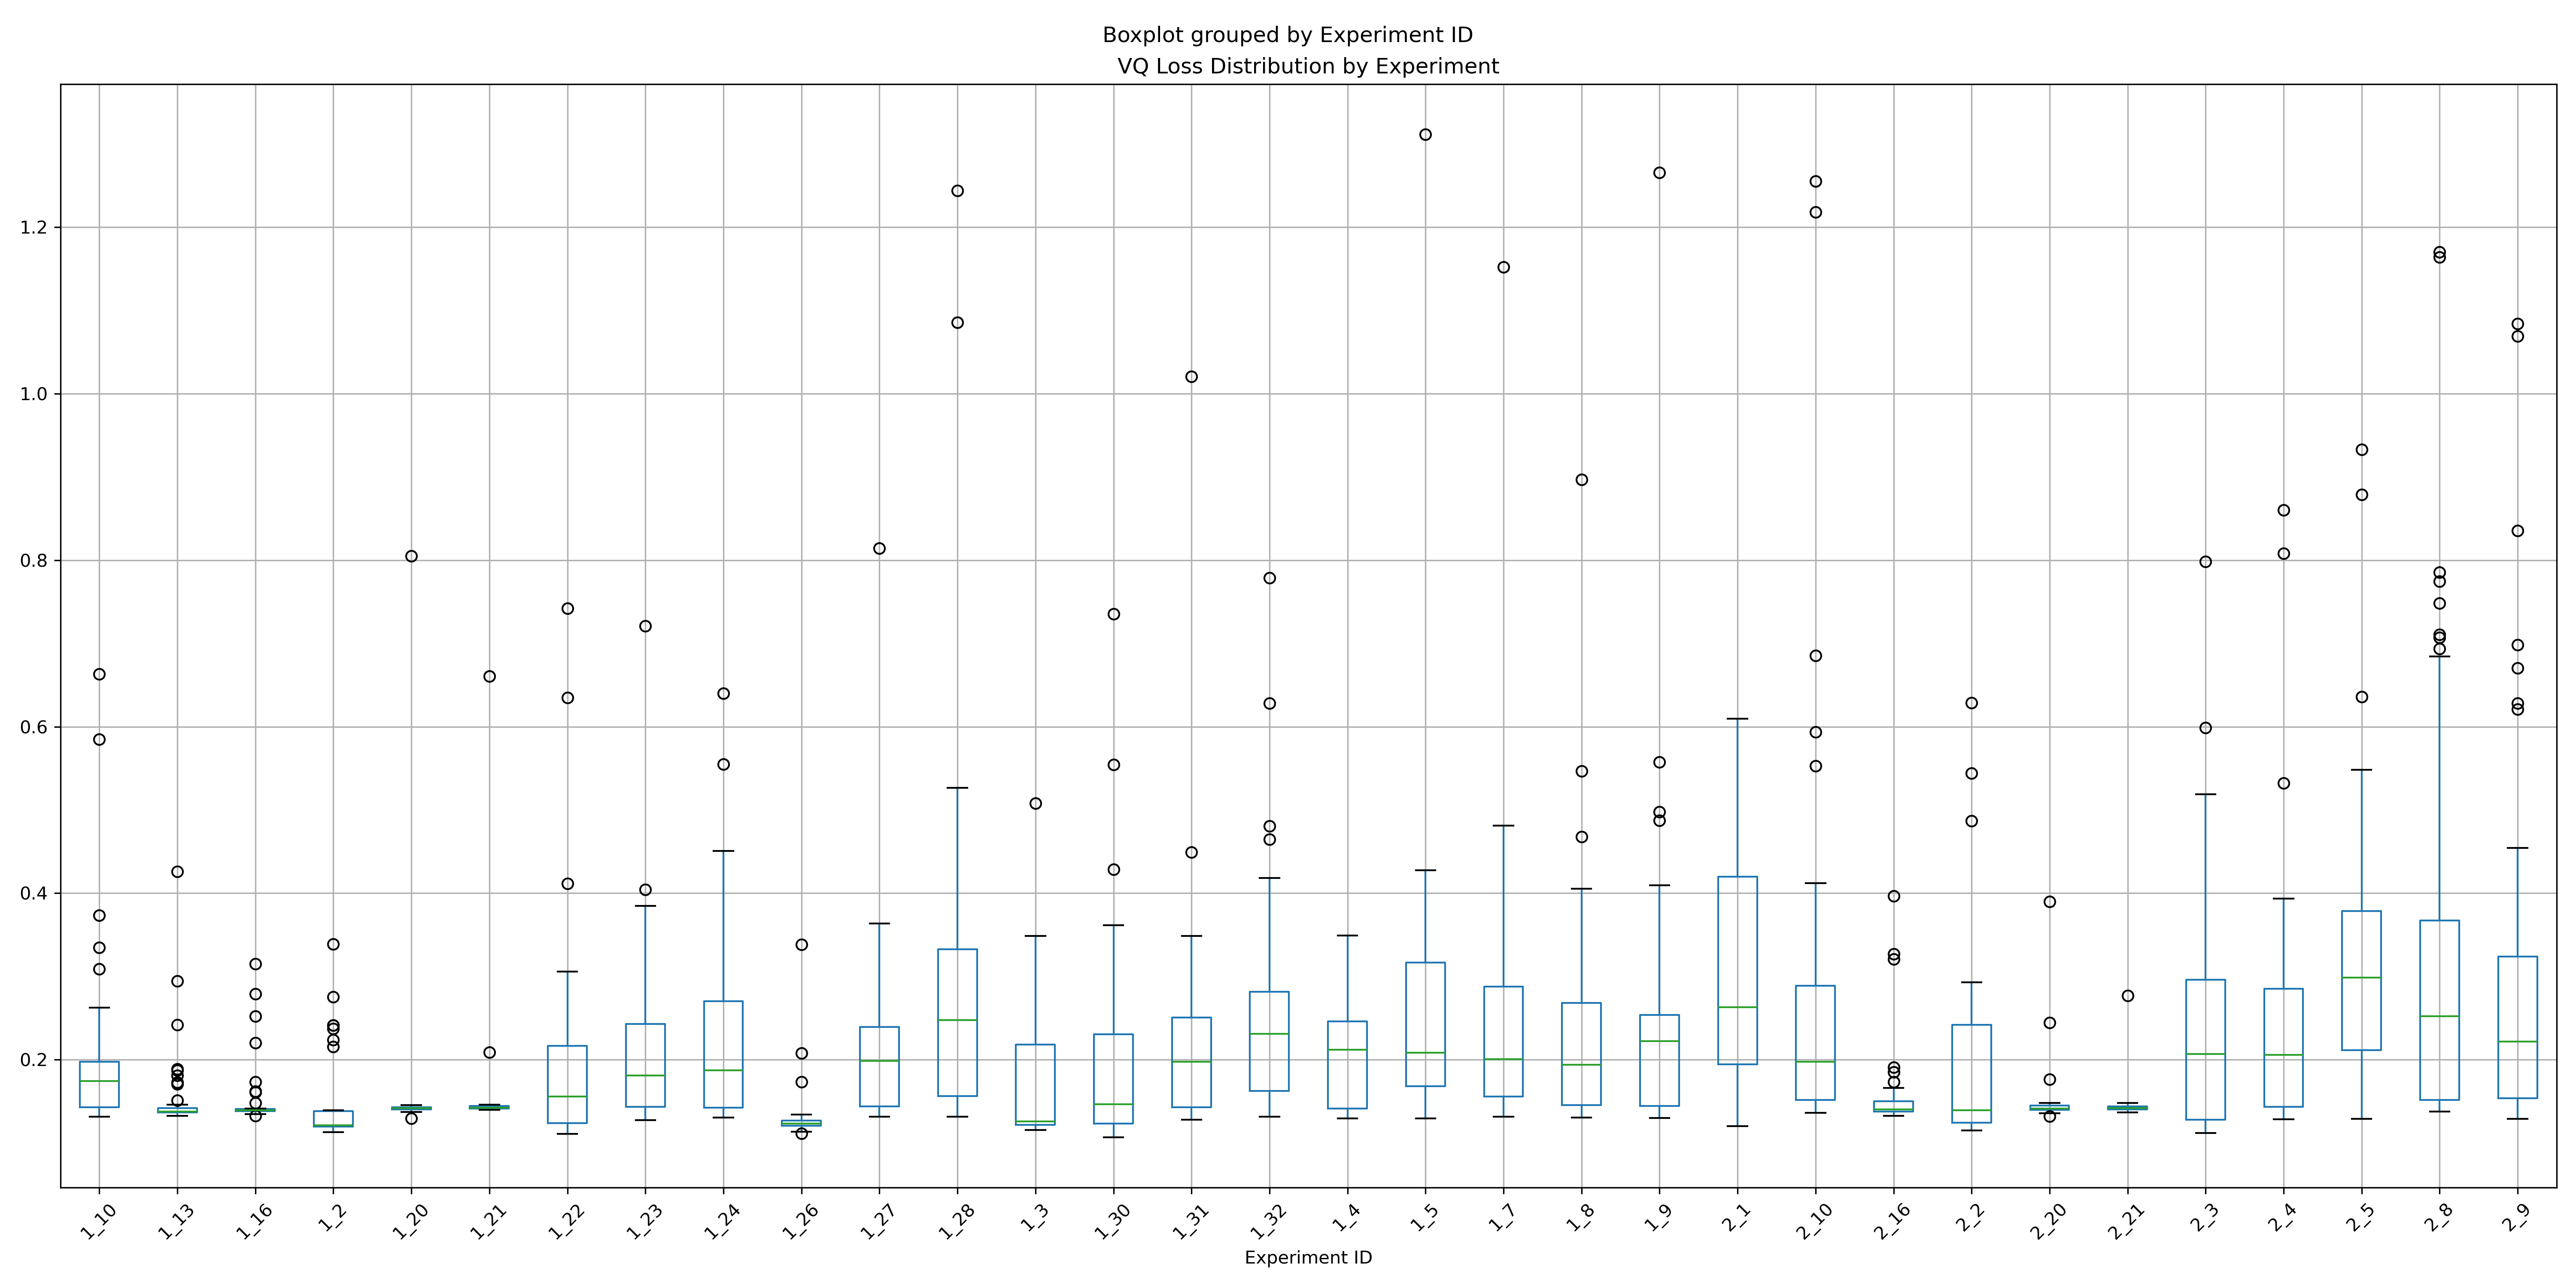 Boxplot grouped by Experiment ID
VQ Loss Distribution by Experiment
1.2
1.0
0.8
0.6
0.4
0.2
1_10 1_13 1_16 1_2 1_20 1_21 1_22 1_23 1_24 1_26 1_27 1_28 1_3 1_30 1_31 1_32 1_4 1_5 1_7 1_8 1_9 2_1 2_10 2_16 2_2 2_20 2_21 2_3 2_4 2_5 2_8 2_9
Experiment ID